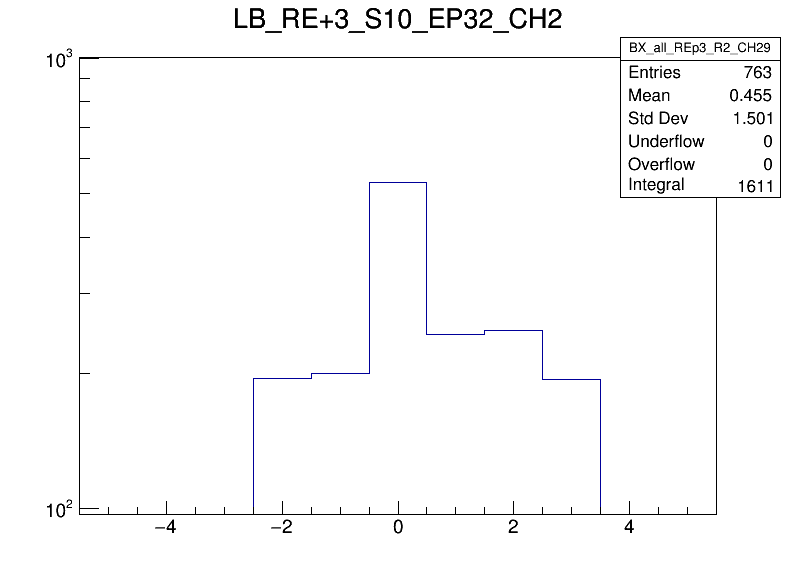 LB_RE+3_S10_EP32_CH2
BX_all_REp3_R2_CH29
Entries 763
Mean 0.455
Std Dev 1.501
Underflow 0
Overflow 0
Integral 1611
10³
10²
−4 −2 0 2 4